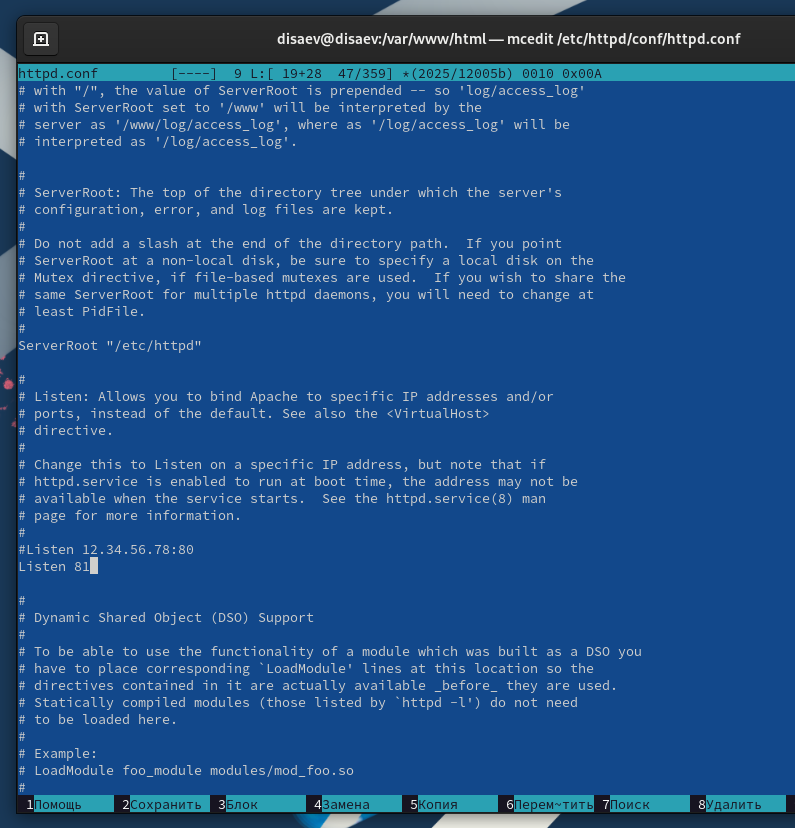 disaev@disaev:/var/www/html — mcedit /etc/httpd/conf/httpd.conf
httpd.conf         [----]  9 L:[ 19+28  47/359] *(2025/12005b) 0010 0x00A
# with "/", the value of ServerRoot is prepended -- so 'log/access_log'
# with ServerRoot set to '/www' will be interpreted by the
# server as '/www/log/access_log', where as '/log/access_log' will be
# interpreted as '/log/access_log'.
#
# ServerRoot: The top of the directory tree under which the server's
# configuration, error, and log files are kept.
#
# Do not add a slash at the end of the directory path.  If you point
# ServerRoot at a non-local disk, be sure to specify a local disk on the
# Mutex directive, if file-based mutexes are used.  If you wish to share the
# same ServerRoot for multiple httpd daemons, you will need to change at
# least PidFile.
#
ServerRoot "/etc/httpd"
#
# Listen: Allows you to bind Apache to specific IP addresses and/or
# ports, instead of the default. See also the <VirtualHost>
# directive.
#
# Change this to Listen on a specific IP address, but note that if
# httpd.service is enabled to run at boot time, the address may not be
# available when the service starts.  See the httpd.service(8) man
# page for more information.
#
#Listen 12.34.56.78:80
Listen 81
#
# Dynamic Shared Object (DSO) Support
#
# To be able to use the functionality of a module which was built as a DSO you
# have to place corresponding `LoadModule' lines at this location so the
# directives contained in it are actually available _before_ they are used.
# Statically compiled modules (those listed by `httpd -l') do not need
# to be loaded here.
#
# Example:
# LoadModule foo_module modules/mod_foo.so
#
1Помощь 2Сохранить 3Блок 4Замена 5Копия 6Перем~тить 7Поиск 8Удалить